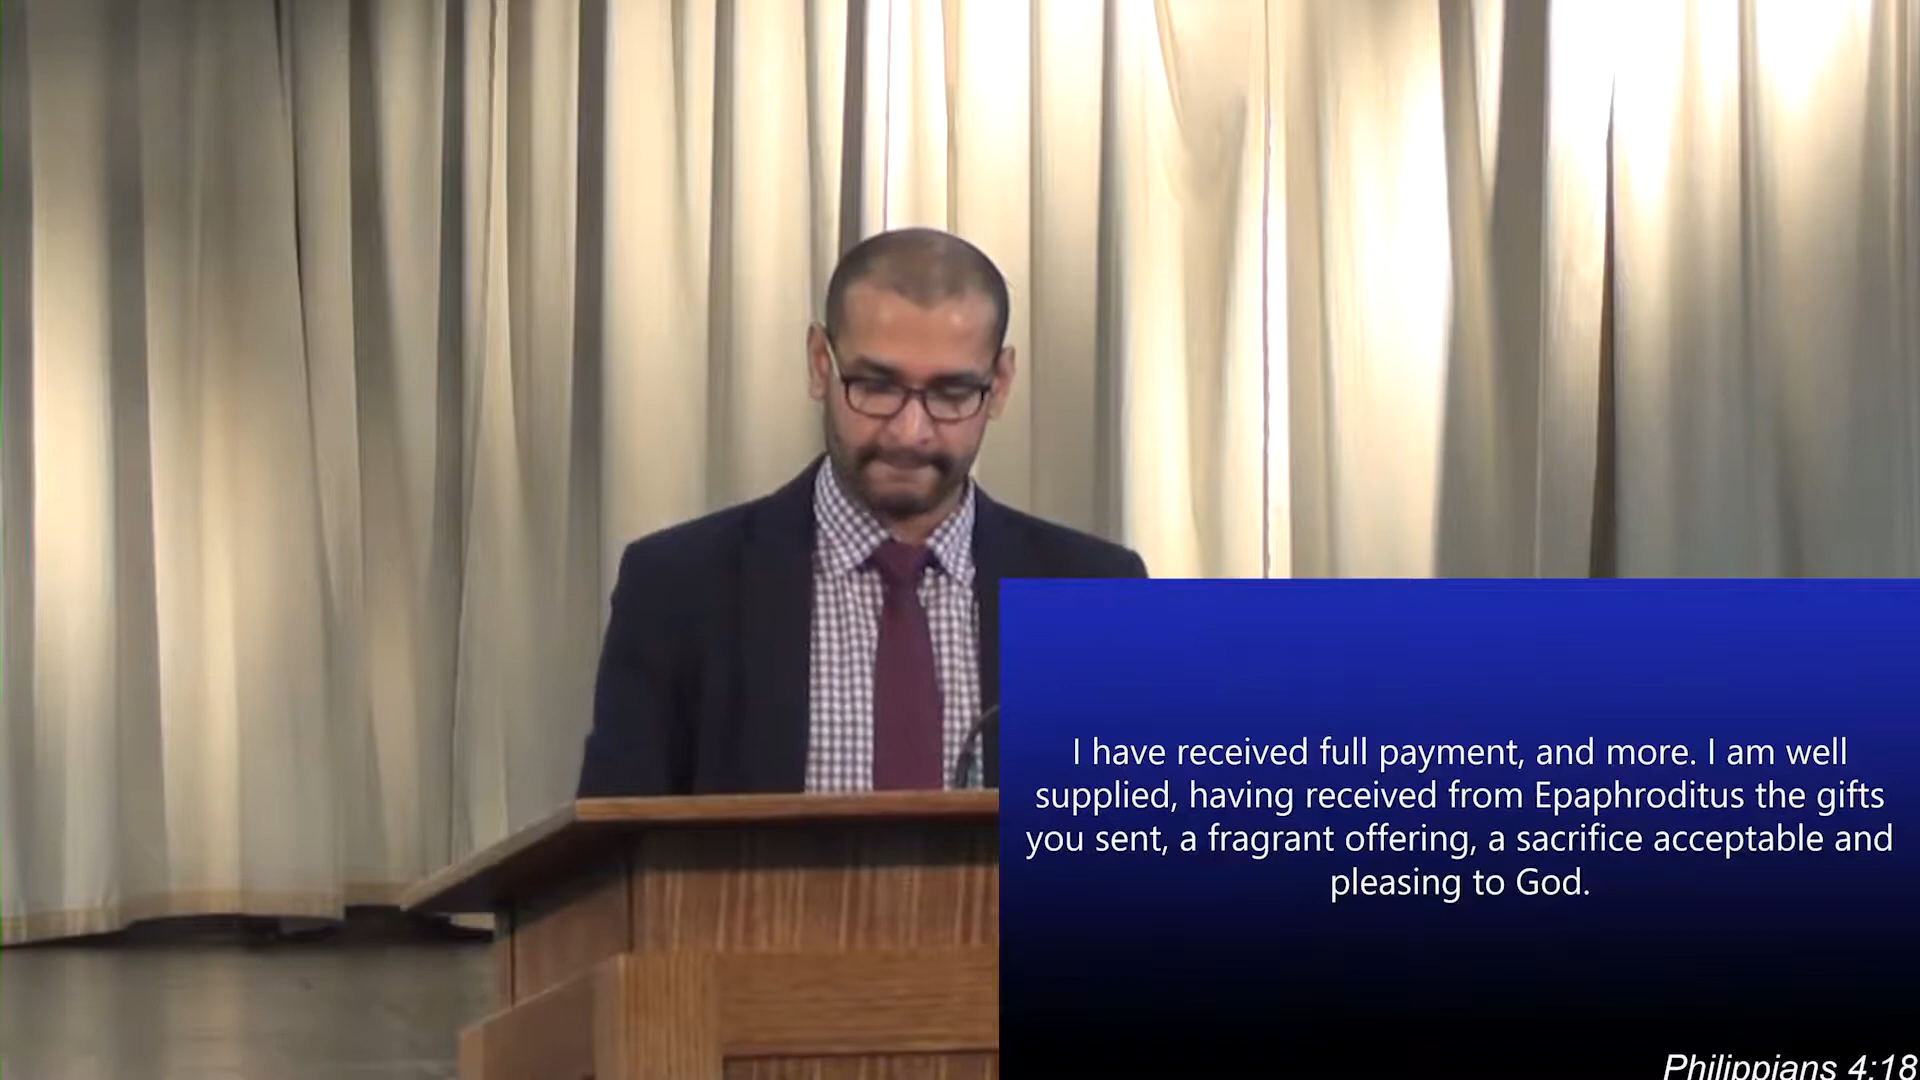 I have received full payment, and more. I am well
supplied, having received from Epaphroditus the gifts
you sent, a fragrant offering, a sacrifice acceptable and
pleasing to God.
Philippians 4:18